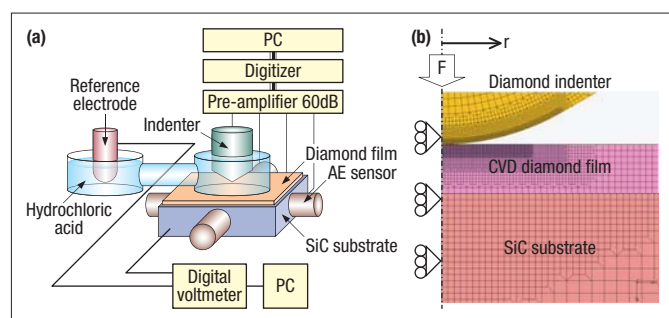 (a)
PC
Digitizer
Pre-amplifier 60dB
Reference
electrode
Indenter
Diamond film
AE sensor
Hydrochloric
acid
SiC substrate
Digital
voltmeter
PC
(b)
r
F
Diamond indenter
CVD diamond film
SiC substrate